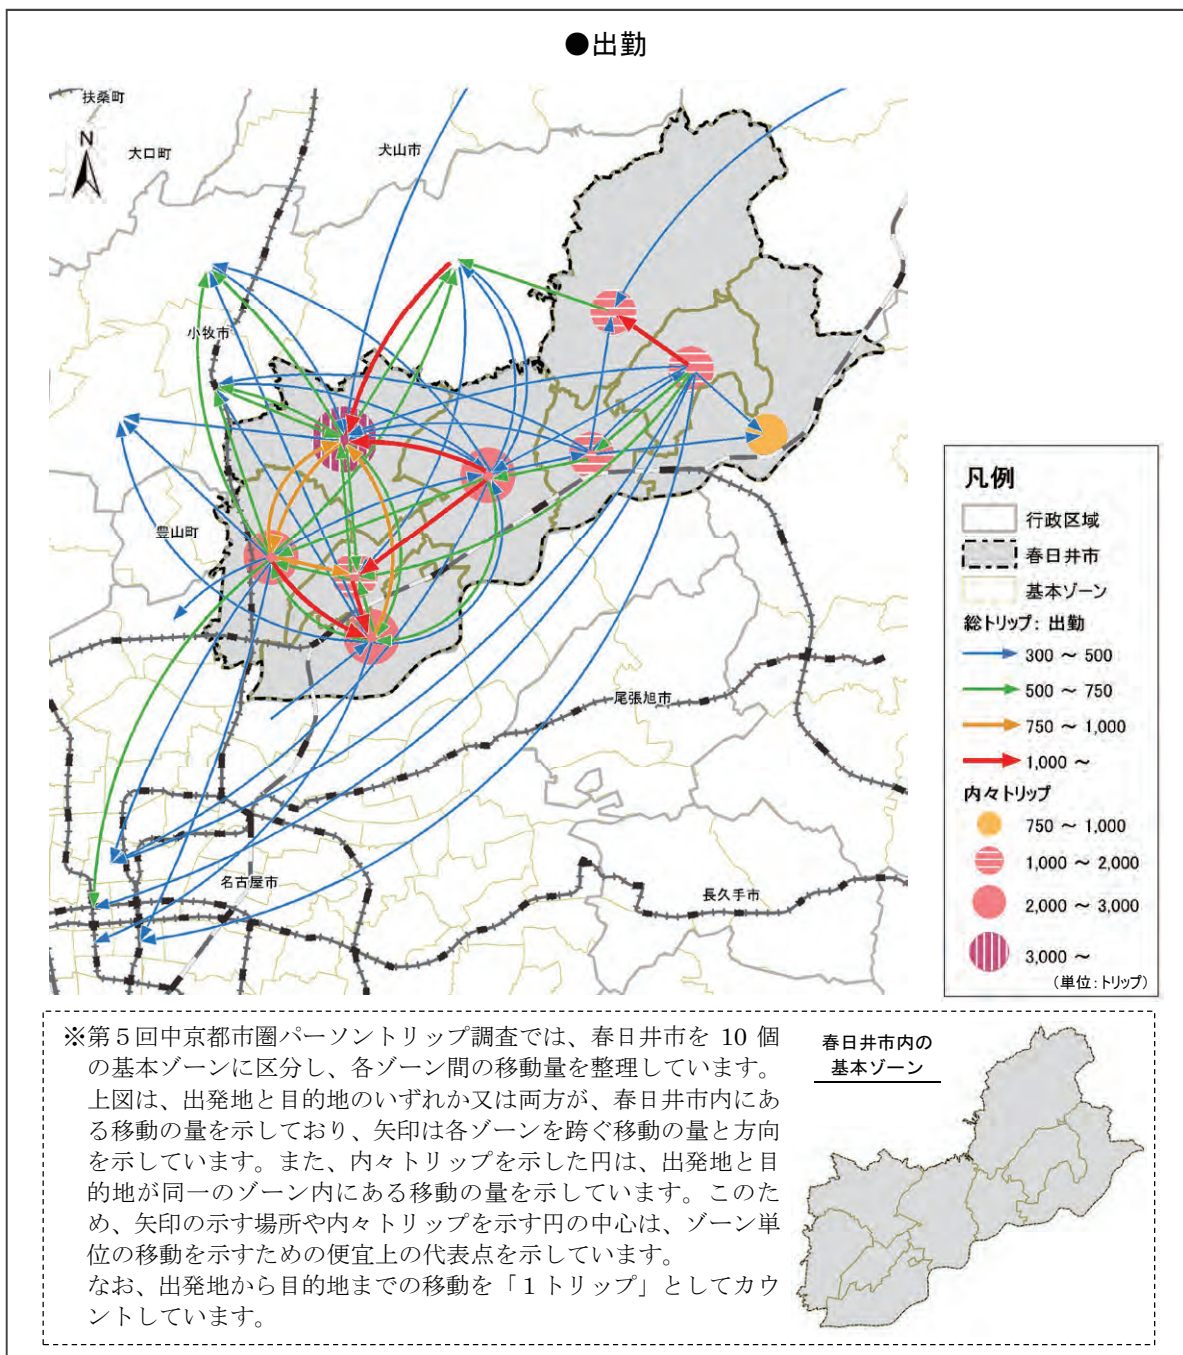 ●出勤
扶桑町
N
大口町
犬山市
小牧市
豊山町
尾張旭市
名古屋市
長久手市
凡例
行政区域
春日井市
基本ゾーン
総トリップ: 出勤
300 ～ 500
500 ～ 750
750 ～ 1,000
1,000 ～
内々トリップ
750 ～ 1,000
1,000 ～ 2,000
2,000 ～ 3,000
3,000 ～
(単位:トリップ)
※第５回中京都市圏パーソントリップ調査では、春日井市を 10 個
の基本ゾーンに区分し、各ゾーン間の移動量を整理しています。
上図は、出発地と目的地のいずれか又は両方が、春日井市内にあ
る移動の量を示しており、矢印は各ゾーンを跨ぐ移動の量と方向
を示しています。また、内々トリップを示した円は、出発地と目
的地が同一のゾーン内にある移動の量を示しています。このた
め、矢印の示す場所や内々トリップを示す円の中心は、ゾーン単
位の移動を示すための便宜上の代表点を示しています。
なお、出発地から目的地までの移動を「１トリップ」としてカウ
ントしています。
春日井市内の
基本ゾーン